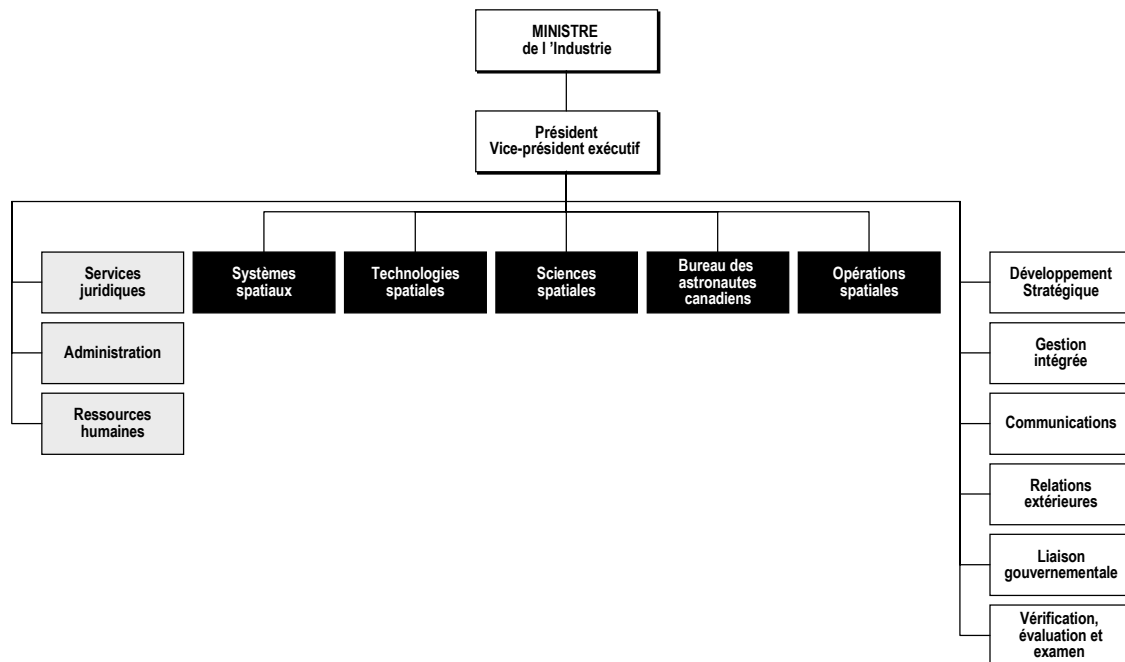 MINISTRE
de l ’Industrie
Président
Vice-président exécutif
Services
juridiques
Systèmes
spatiaux
Technologies
spatiales
Sciences
spatiales
Bureau des
astronautes
canadiens
Opérations
spatiales
Développement
Stratégique
Administration
Gestion
intégrée
Ressources
humaines
Communications
Relations
extérieures
Liaison
gouvernementale
Vérification,
évaluation et
examen